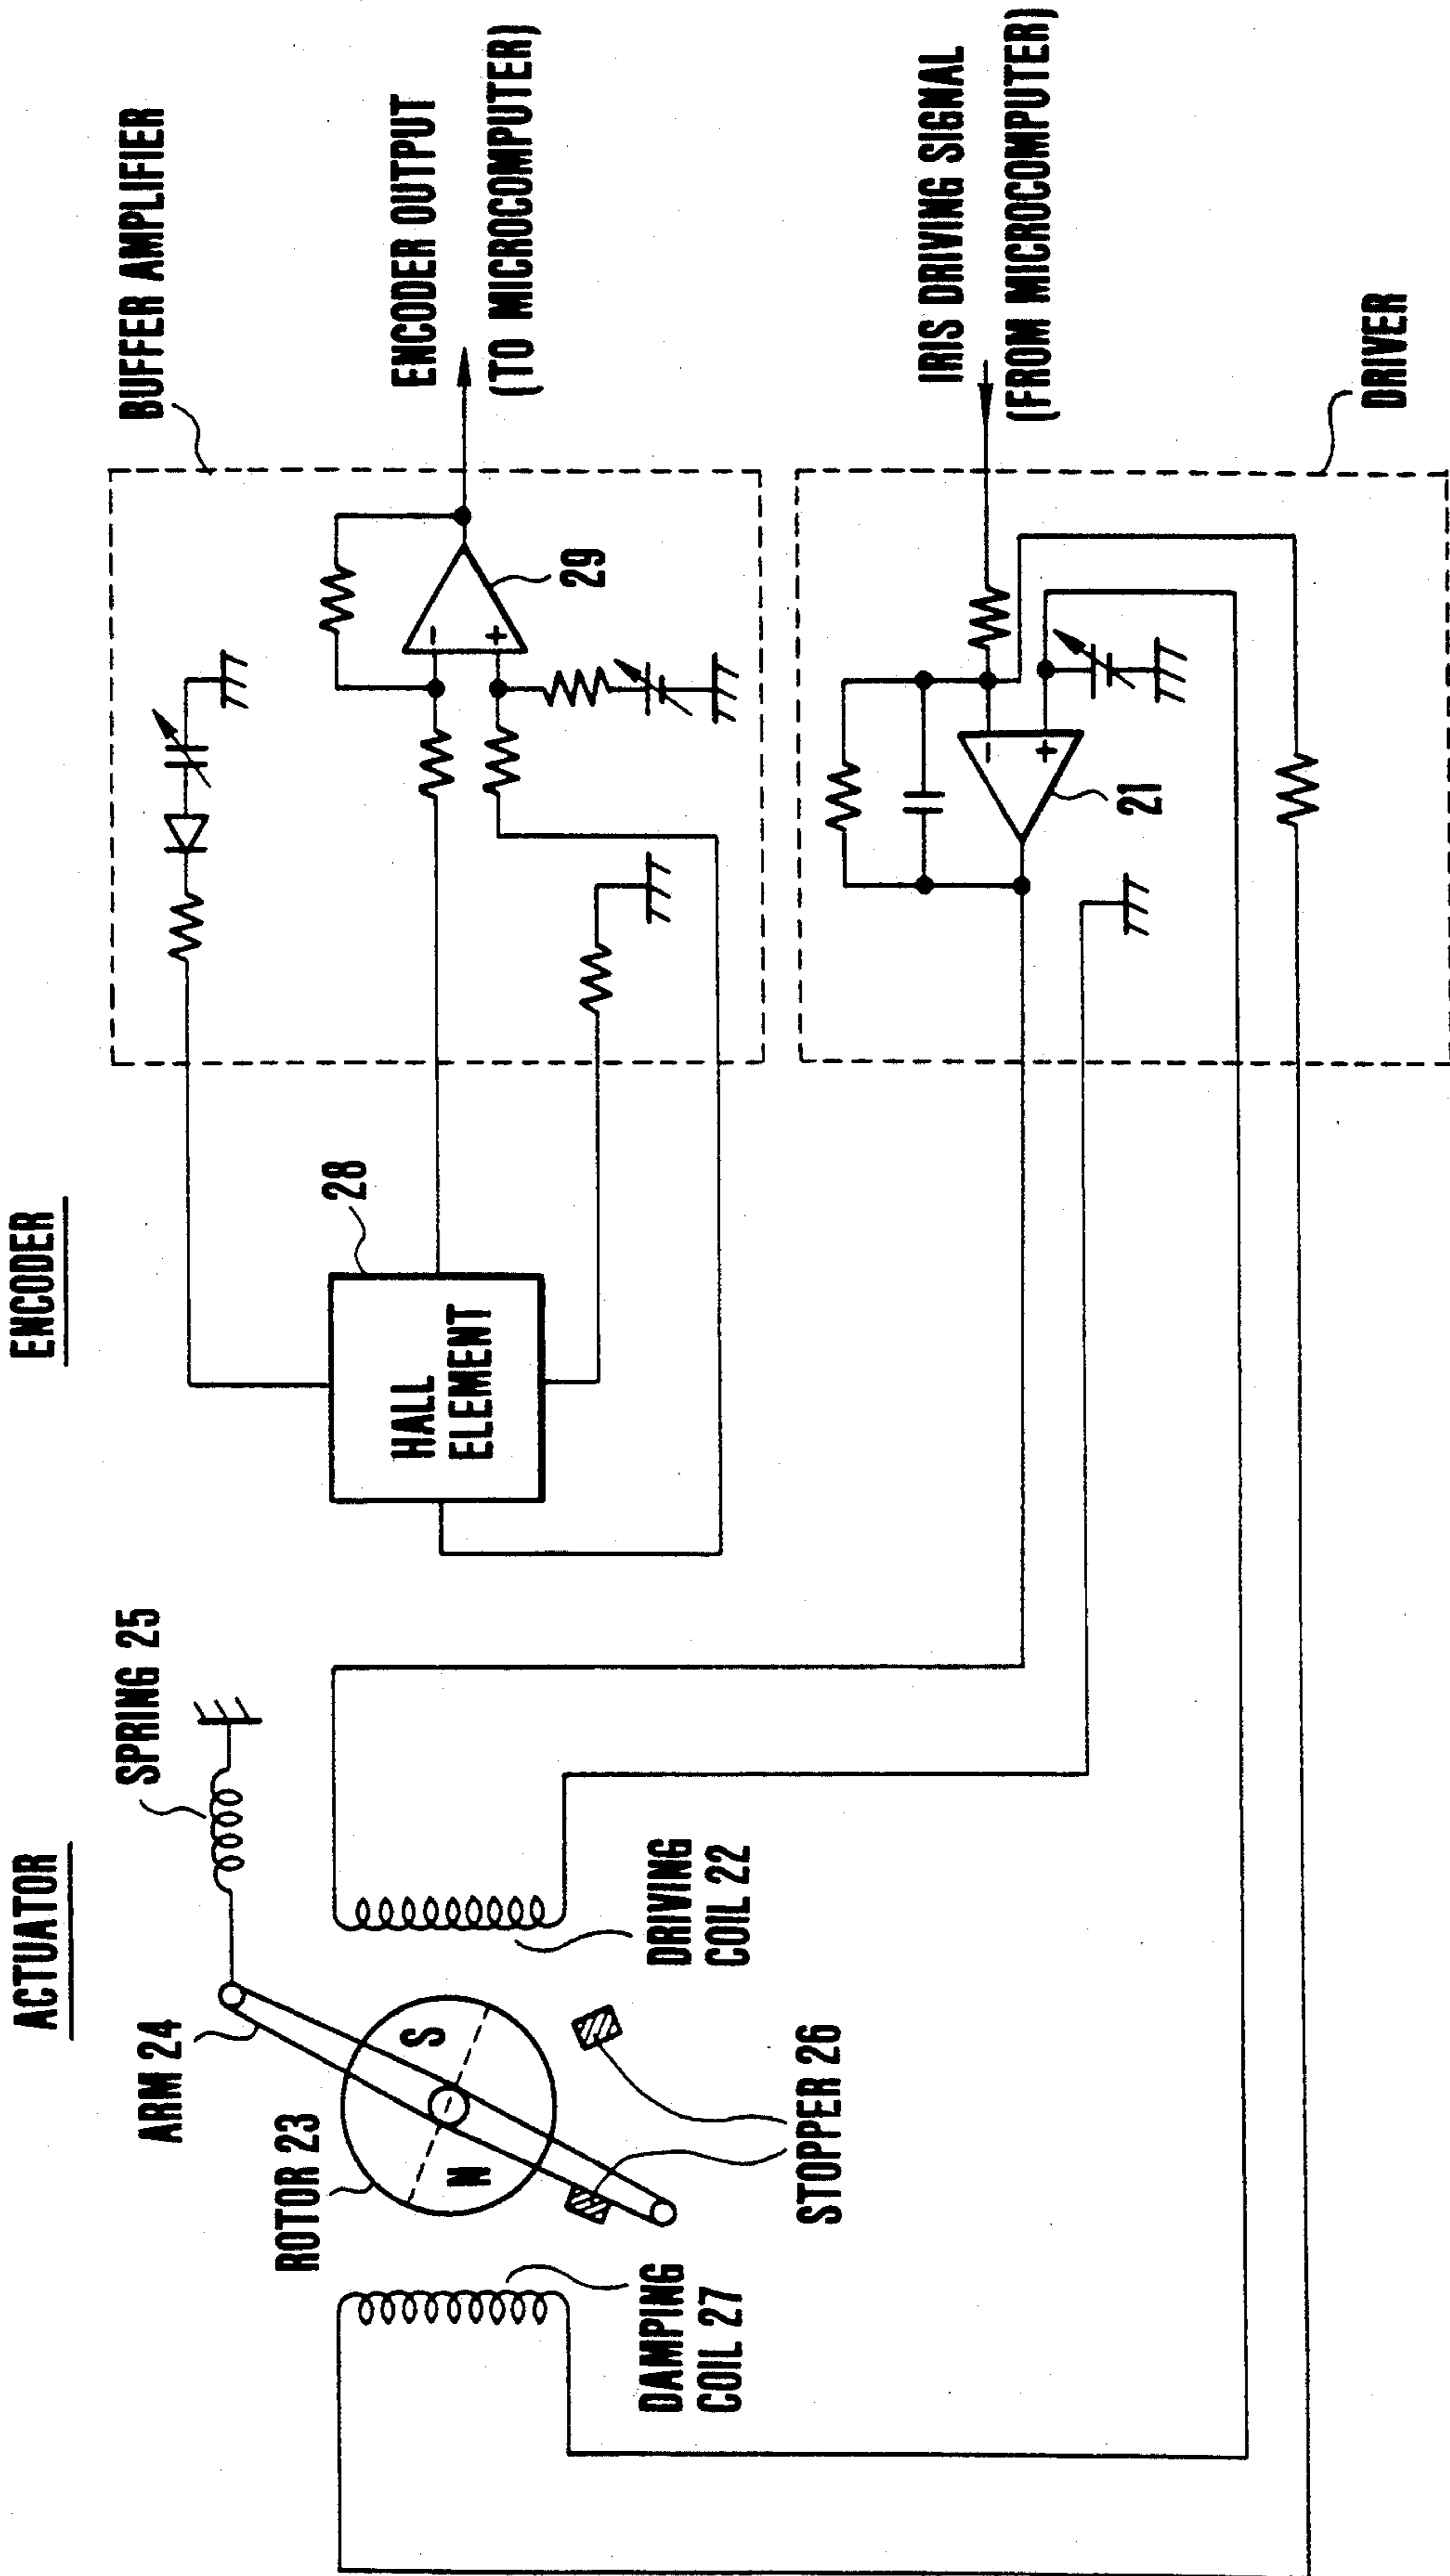 ACTUATOR
ENCODER
SPRING 25
ARM 24
ROTOR 23
S
N
DRIVING
COIL 22
DAMPING
COIL 27
STOPPER 26
HALL
ELEMENT
28
BUFFER AMPLIFIER
-
+
29
ENCODER OUTPUT
(TO MICROCOMPUTER)
IRIS DRIVING SIGNAL
(FROM MICROCOMPUTER)
-
+
21
DRIVER